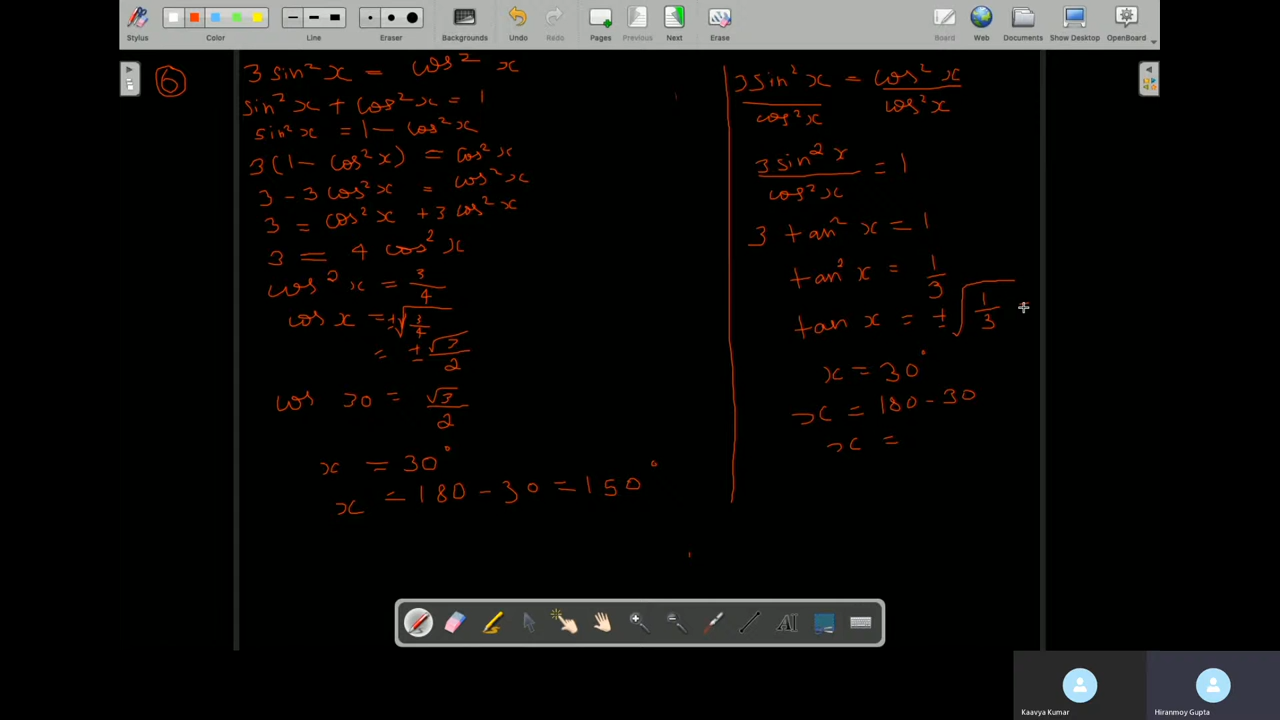 Stylus Color Line Eraser Backgrounds Undo Redo Pages Previous Next Erase Board Web Documents Show Desktop OpenBoard
6
3 sin² x = cos² x
sin² x + cos² x = 1
sin² x = 1 - cos² x
3(1 - cos² x) = cos² x
3 - 3 cos² x = cos² x
3 = cos² x + 3 cos² x
3 = 4 cos² x
cos² x = 3/4
cos x = ±√3/4
= ±√3/2
cos 30 = √3/2
x = 30°
x = 180 - 30 = 150°
3 sin² x / cos² x = cos² x / cos² x
3 sin² x / cos² x = 1
3 tan² x = 1
tan² x = 1/3
tan x = ± √1/3
x = 30°
x = 180 - 30
x =
AI
Kaavya Kumar
Hiranmoy Gupta